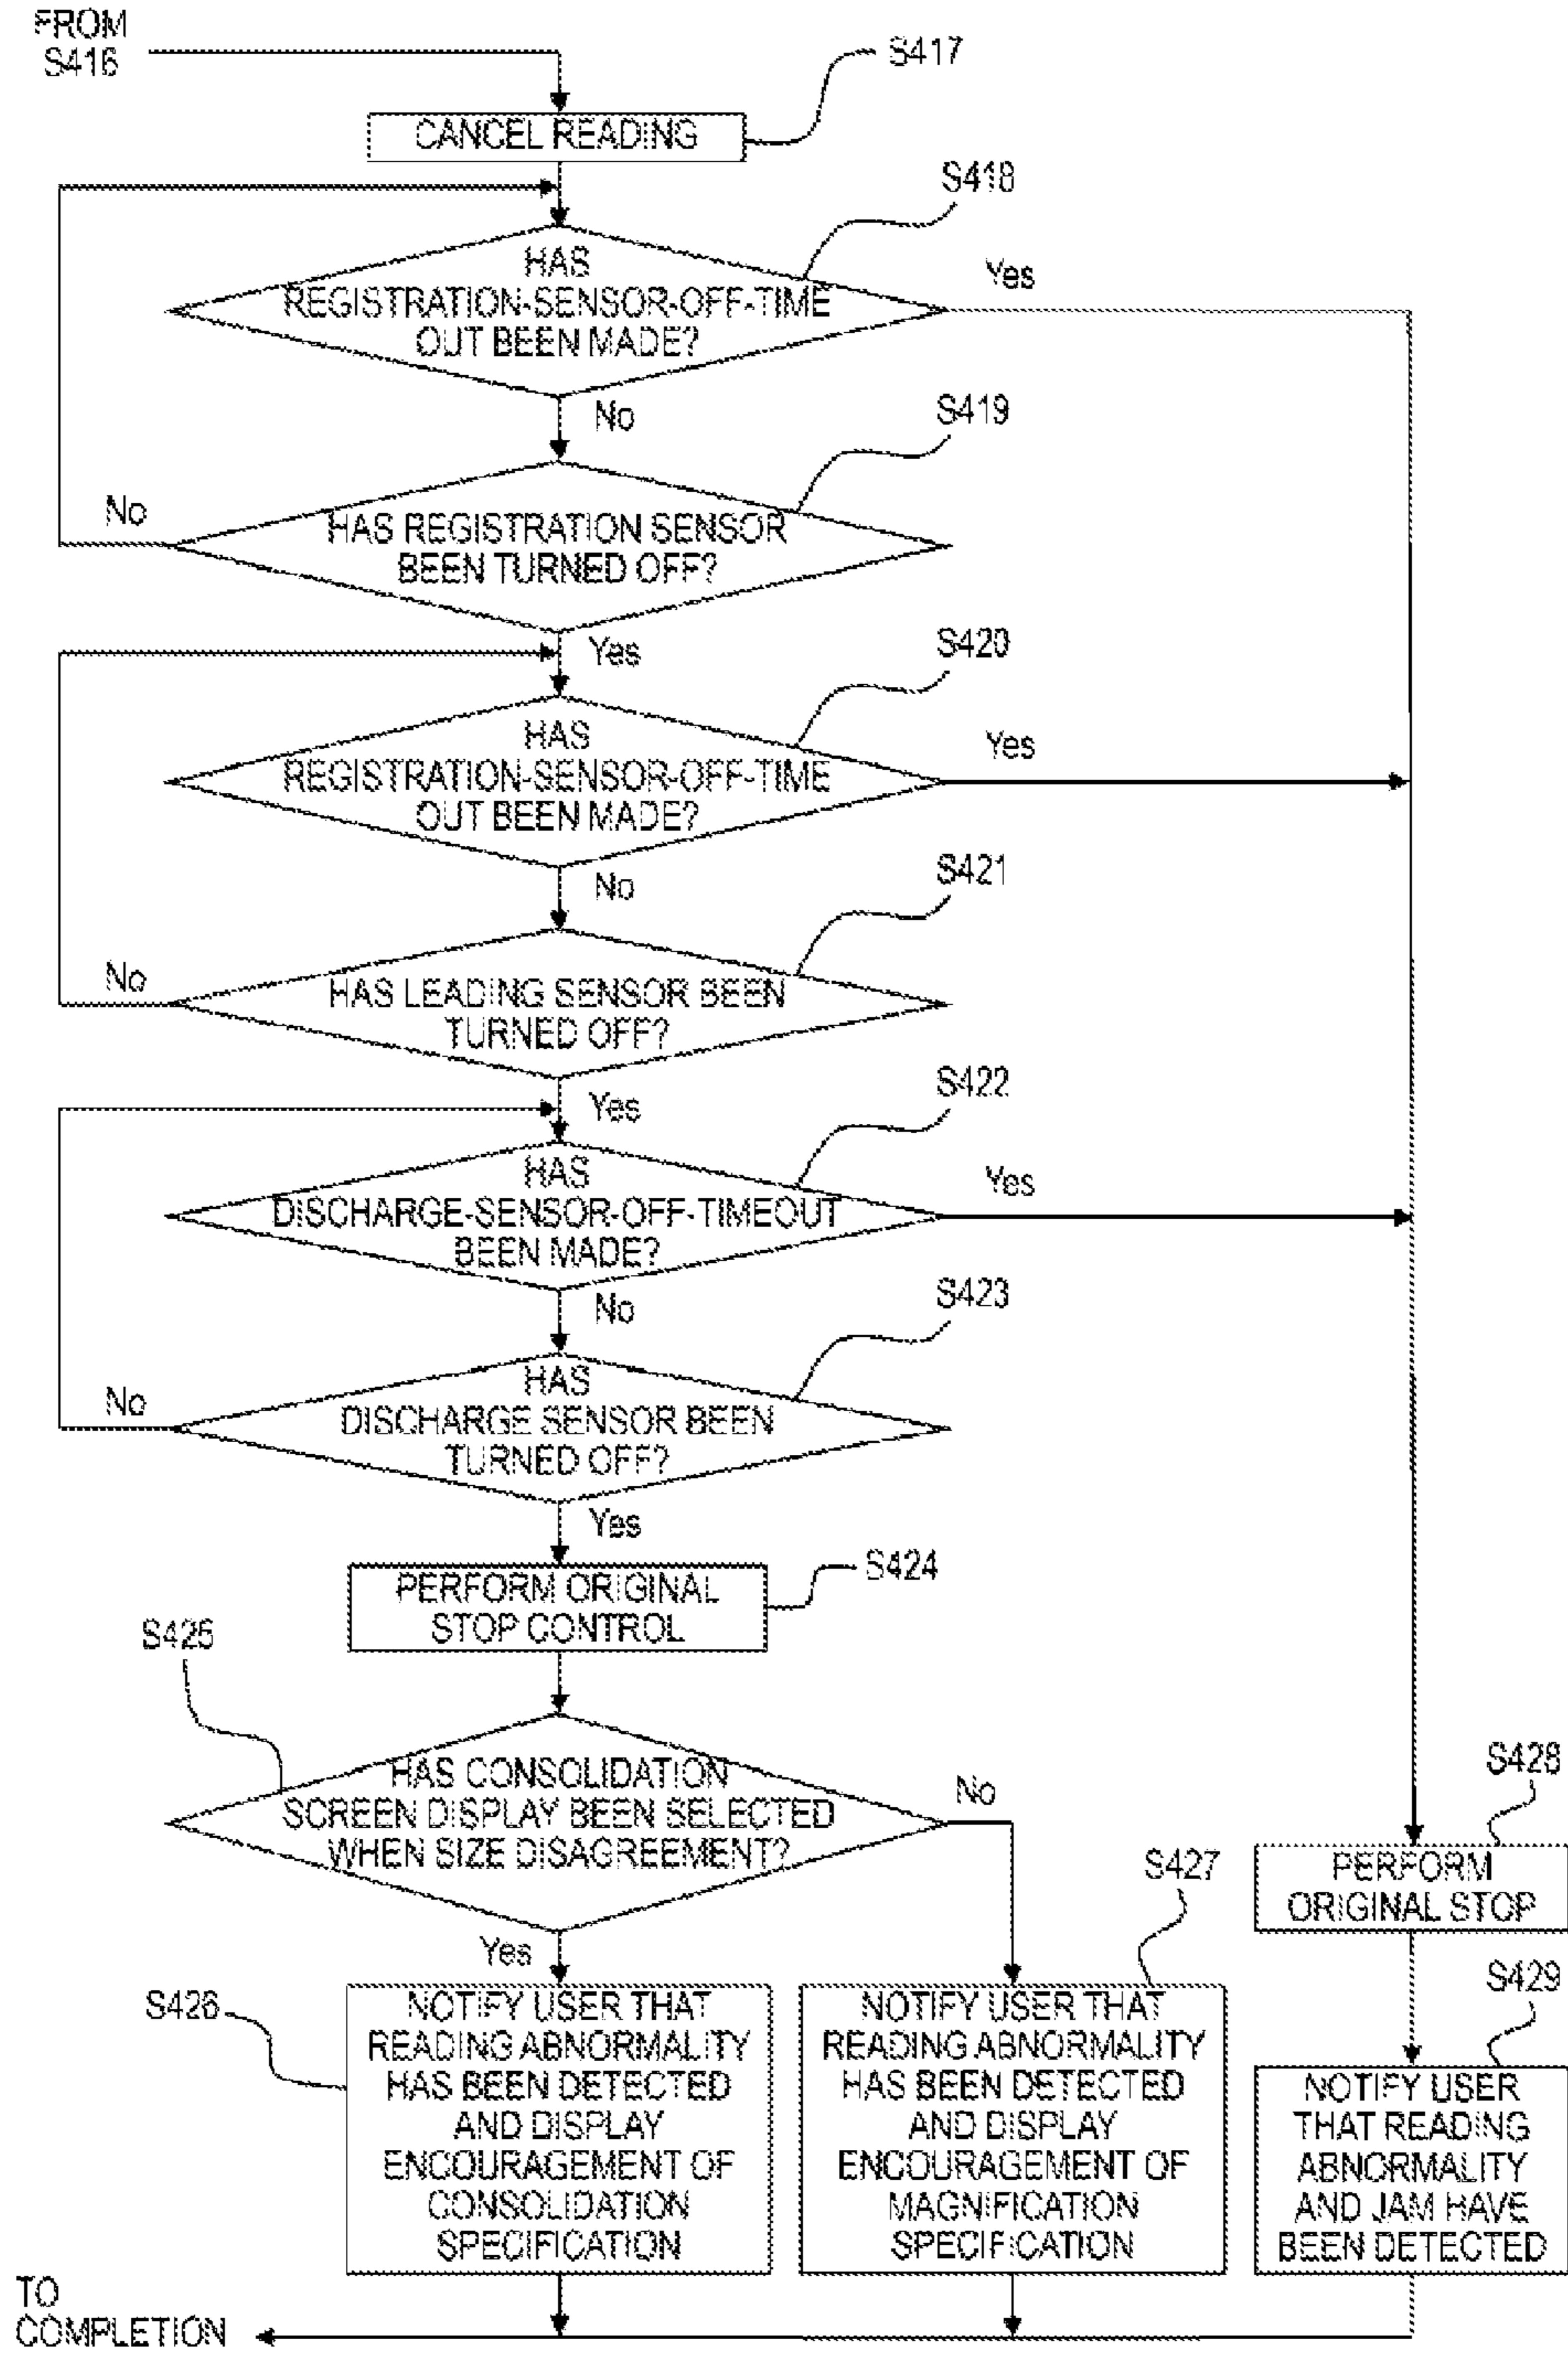 FROM
S416
S417
CANCEL READING
S418
HAS
REGISTRATION-SENSOR-OFF-TIME
OUT BEEN MADE?
Yes
No
S419
HAS REGISTRATION SENSOR
BEEN TURNED OFF?
No
Yes
S420
HAS
REGISTRATION-SENSOR-OFF-TIME
OUT BEEN MADE?
Yes
No
S421
HAS LEADING SENSOR BEEN
TURNED OFF?
No
Yes
S422
HAS
DISCHARGE-SENSOR-OFF-TIMEOUT
BEEN MADE?
Yes
No
S423
HAS
DISCHARGE SENSOR BEEN
TURNED OFF?
No
Yes
S424
PERFORM ORIGINAL
STOP CONTROL
S425
HAS CONSOLIDATION
SCREEN DISPLAY BEEN SELECTED
WHEN SIZE DISAGREEMENT?
No
Yes
S426
NOTIFY USER THAT
READING ABNORMALITY
HAS BEEN DETECTED
AND DISPLAY
ENCOURAGEMENT OF
CONSOLIDATION
SPECIFICATION
S427
NOTIFY USER THAT
READING ABNORMALITY
HAS BEEN DETECTED
AND DISPLAY
ENCOURAGEMENT OF
MAGNIFICATION
SPECIFICATION
S428
PERFORM
ORIGINAL STOP
S429
NOTIFY USER
THAT READING
ABNORMALITY
AND JAM HAVE
BEEN DETECTED
TO
COMPLETION